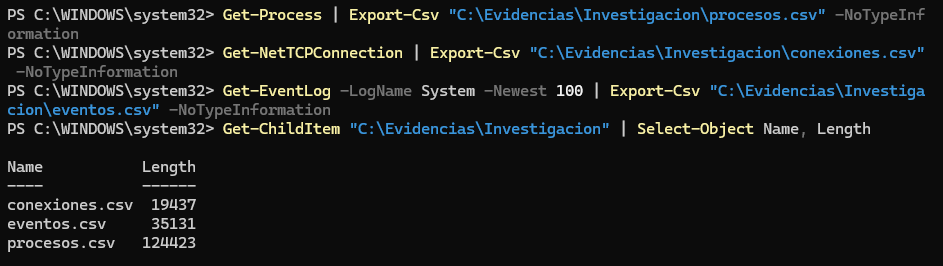 PS C:\WINDOWS\system32> Get-Process | Export-Csv "C:\Evidencias\Investigacion\procesos.csv" -NoTypeInf
ormation
PS C:\WINDOWS\system32> Get-NetTCPConnection | Export-Csv "C:\Evidencias\Investigacion\conexiones.csv"
 -NoTypeInformation
PS C:\WINDOWS\system32> Get-EventLog -LogName System -Newest 100 | Export-Csv "C:\Evidencias\Investiga
cion\eventos.csv" -NoTypeInformation
PS C:\WINDOWS\system32> Get-ChildItem "C:\Evidencias\Investigacion" | Select-Object Name, Length
Name            Length
----            ------
conexiones.csv  19437
eventos.csv     35131
procesos.csv   124423